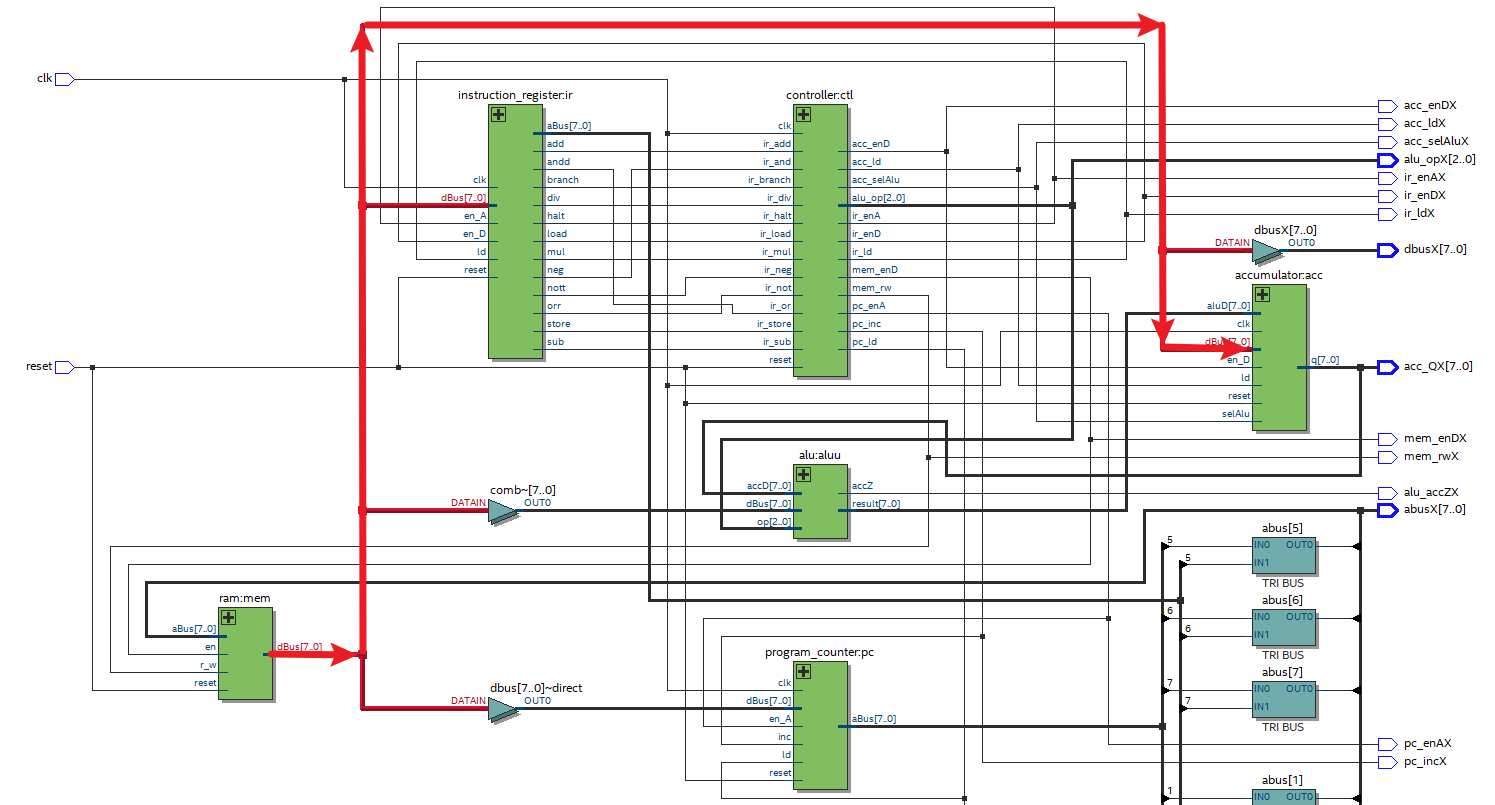 clk
reset
instruction_register:ir
clk
dBus[7..0]
en_A
en_D
ld
reset
aBus[7..0]
add
andd
branch
div
halt
load
mul
neg
nott
orr
store
sub
controller:ctl
clk
ir_add
ir_and
ir_branch
ir_div
ir_halt
ir_load
ir_mul
ir_neg
ir_not
ir_or
ir_store
ir_sub
reset
acc_enD
acc_ld
acc_selAlu
alu_op[2..0]
ir_enA
ir_enD
ir_ld
mem_enD
mem_rw
pc_enA
pc_inc
pc_ld
acc_enDX
acc_ldX
acc_selAluX
alu_opX[2..0]
ir_enAX
ir_enDX
ir_ldX
dbusX[7..0]
DATAIN OUT0
dbusX[7..0]
accumulator:acc
aluD[7..0]
clk
dBus[7..0]
en_D
ld
reset
selAlu
q[7..0]
acc_QX[7..0]
mem_enDX
mem_rwX
alu_accZX
abusX[7..0]
alu:aluu
accD[7..0]
dBus[7..0]
op[2..0]
accZ
result[7..0]
comb~[7..0]
DATAIN OUT0
ram:mem
aBus[7..0]
en
r_w
reset
dBus[7..0]
dbus[7..0]~direct
DATAIN OUT0
program_counter:pc
clk
dBus[7..0]
en_A
inc
ld
reset
aBus[7..0]
abus[5]
5
5
IN0 OUT0
IN1
TRI BUS
abus[6]
6
6
IN0 OUT0
IN1
TRI BUS
abus[7]
7
7
IN0 OUT0
IN1
TRI BUS
pc_enAX
pc_incX
abus[1]
1
IN0 OUT0